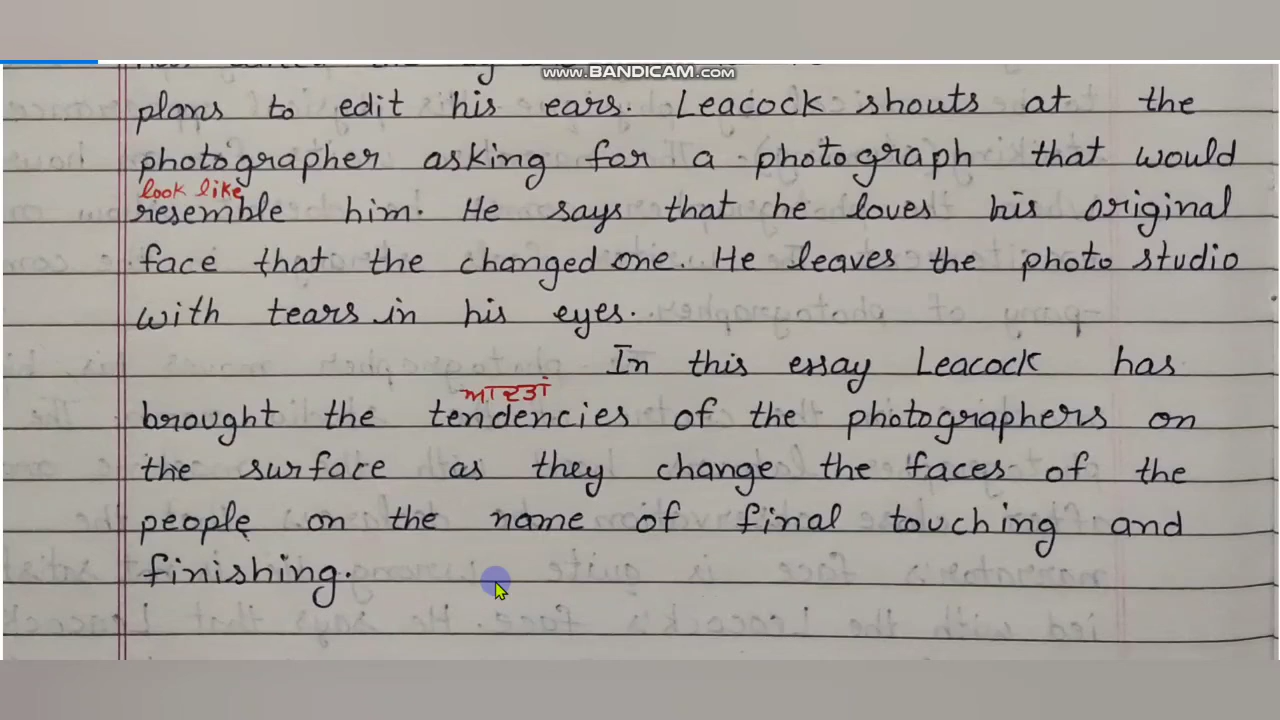 www.BANDICAM.com
plans to edit his ears. Leacock shouts at the
photographer asking for a photograph that would
look like
resemble him. He says that he loves his original
face that the changed one. He leaves the photo studio
with tears in his eyes.
In this essay Leacock has
ਆਦਤਾਂ
brought the tendencies of the photographers on
the surface as they change the faces of the
people on the name of final touching and
finishing.